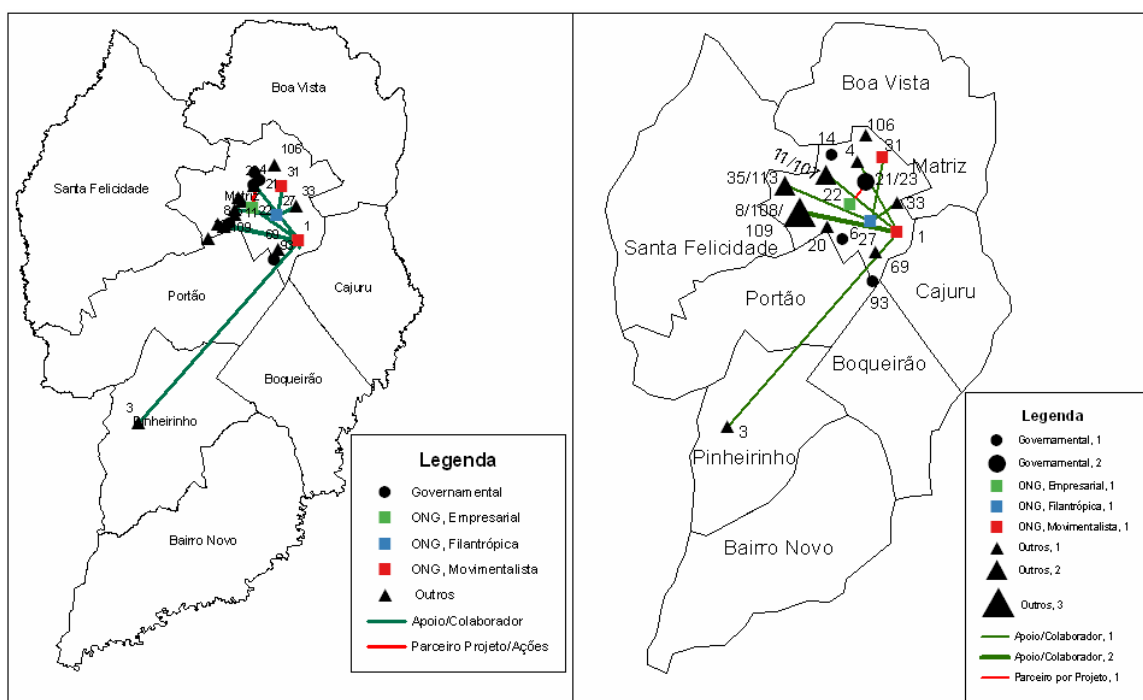 Boa Vista
106
31
21
Santa Felicidade
33
Matriz
27
22
11
1
69
93
Portão
Cajuru
Boqueirão
3
Pinheirinho
Bairro Novo
Legenda
Governamental
ONG, Empresarial
ONG, Filantrópica
ONG, Movimentalista
Outros
Apoio/Colaborador
Parceiro Projeto/Ações
Boa Vista
106
14
4
31
Matriz
11/101
35/113
21/23
22
33
8/108/
109
Santa Felicidade
20
6
27
1
69
Portão
93
Cajuru
Boqueirão
3
Pinheirinho
Bairro Novo
Legenda
Governamental, 1
Governamental, 2
ONG, Empresarial, 1
ONG, Filantrópica, 1
ONG, Movimentalista, 1
Outros, 1
Outros, 2
Outros, 3
Apoio/Colaborador, 1
Apoio/Colaborador, 2
Parceiro por Projeto, 1